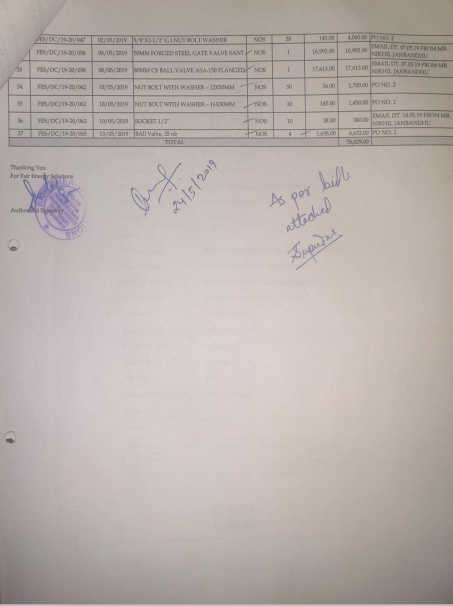 FES/DC/19-20/047 02/05/2019 5/8"X2-1/2" G.I.NUT BOLT WASHER NOS 28 145.00 4,060.00 PO NO. 2
FES/DC/19-20/058 08/05/2019 50MM FORGED STEEL GATE VALVE SANT NOS 1 16,992.00 16,992.00 EMAIL DT. 07.05.19 FROM MR. NIKHIL JANBANDHU
33 FES/DC/19-20/058 08/05/2019 80MM CS BALL VALVE ASA-150 FLANGED NOS 1 17,613.00 17,613.00 EMAIL DT. 07.05.19 FROM MR. NIKHIL JANBANDHU
34 FES/DC/19-20/062 10/05/2019 NUT BOLT WITH WASHER - 12X50MM NOS 50 34.00 1,700.00 PO NO. 2
35 FES/DC/19-20/062 10/05/2019 NUT BOLT WITH WASHER - 16X50MM NOS 10 145.00 1,450.00 PO NO. 2
36 FES/DC/19-20/062 10/05/2019 SOCKET 1/2" NOS 10 38.00 380.00 EMAIL DT. 14.05.19 FROM MR. NIKHIL JANBANDHU
37 FES/DC/19-20/063 13/05/2019 Ball Valve, 25 nb NOS 4 1,658.00 6,632.00 PO NO. 2
TOTAL 76,629.00
Thanking You
For Fair Energy Solutions
Authorised Signatory
24/5/2019
As per bill
attached